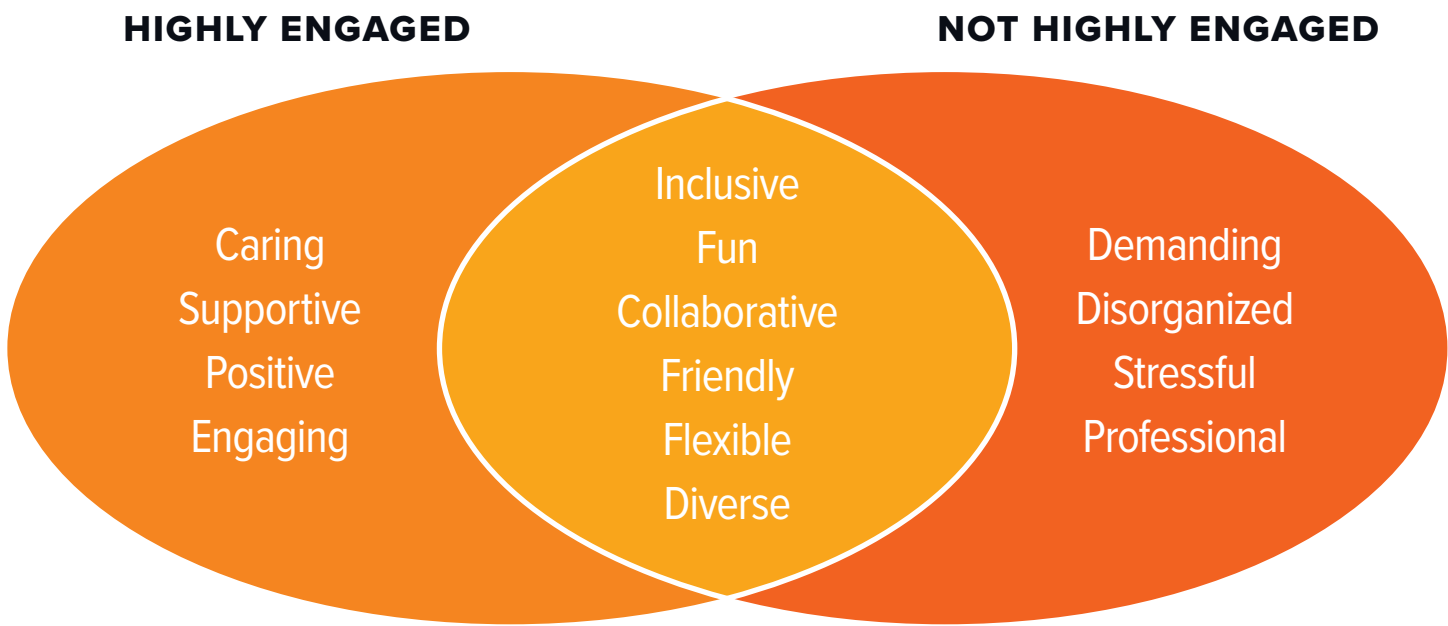 HIGHLY ENGAGED
NOT HIGHLY ENGAGED
Caring
Supportive
Positive
Engaging
Inclusive
Fun
Collaborative
Friendly
Flexible
Diverse
Demanding
Disorganized
Stressful
Professional